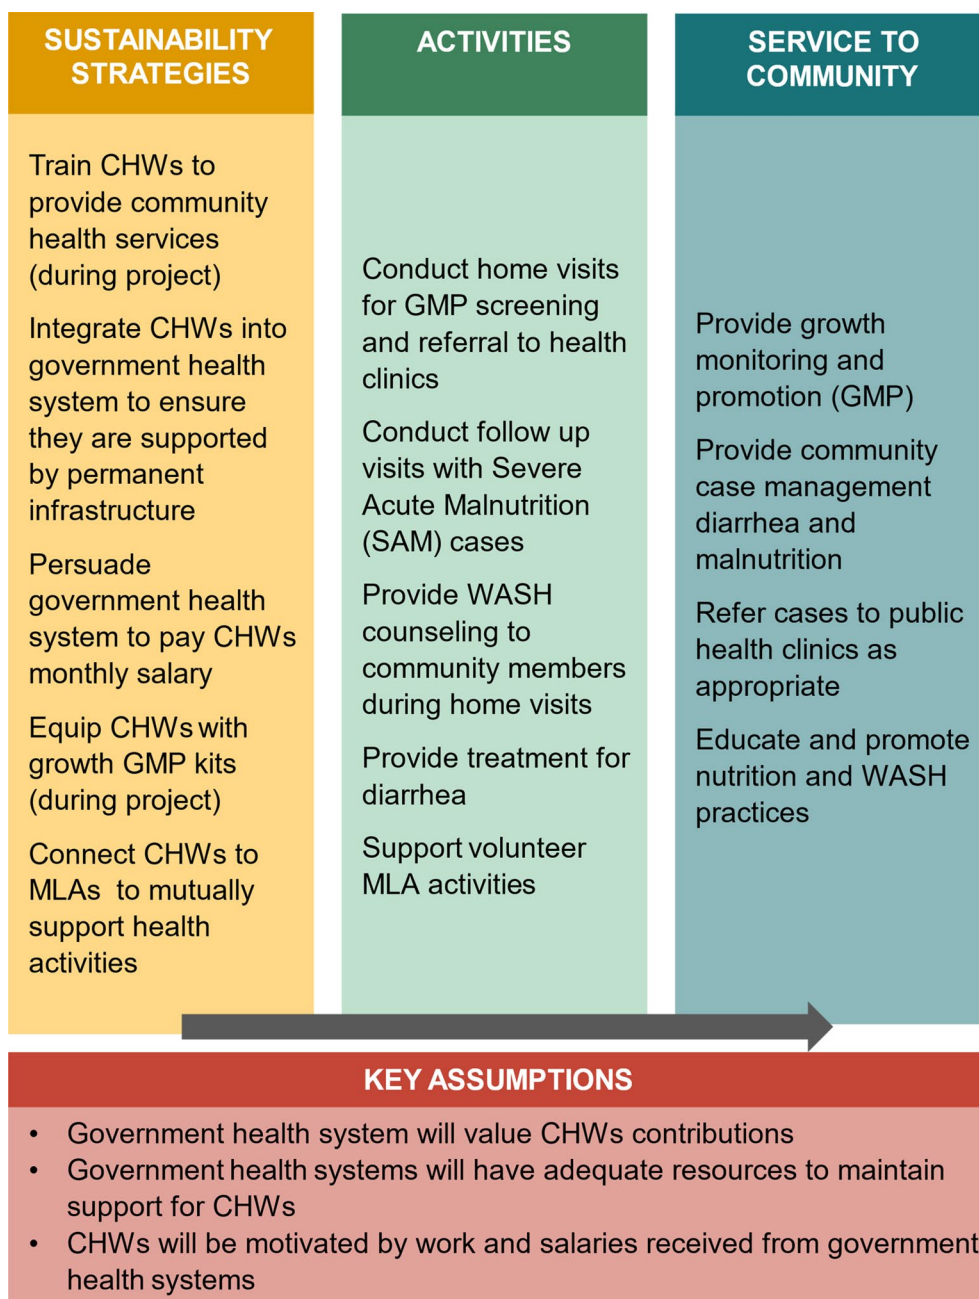 SUSTAINABILITY
STRATEGIES
Train CHWs to
provide community
health services
(during project)
Integrate CHWs into
government health
system to ensure
they are supported
by permanent
infrastructure
Persuade
government health
system to pay CHWs
monthly salary
Equip CHWs with
growth GMP kits
(during project)
Connect CHWs to
MLAs to mutually
support health
activities
ACTIVITIES
Conduct home visits
for GMP screening
and referral to health
clinics
Conduct follow up
visits with Severe
Acute Malnutrition
(SAM) cases
Provide WASH
counseling to
community members
during home visits
Provide treatment for
diarrhea
Support volunteer
MLA activities
SERVICE TO
COMMUNITY
Provide growth
monitoring and
promotion (GMP)
Provide community
case management
diarrhea and
malnutrition
Refer cases to public
health clinics as
appropriate
Educate and promote
nutrition and WASH
practices
KEY ASSUMPTIONS
• Government health system will value CHWs contributions
• Government health systems will have adequate resources to maintain
support for CHWs
• CHWs will be motivated by work and salaries received from government
health systems